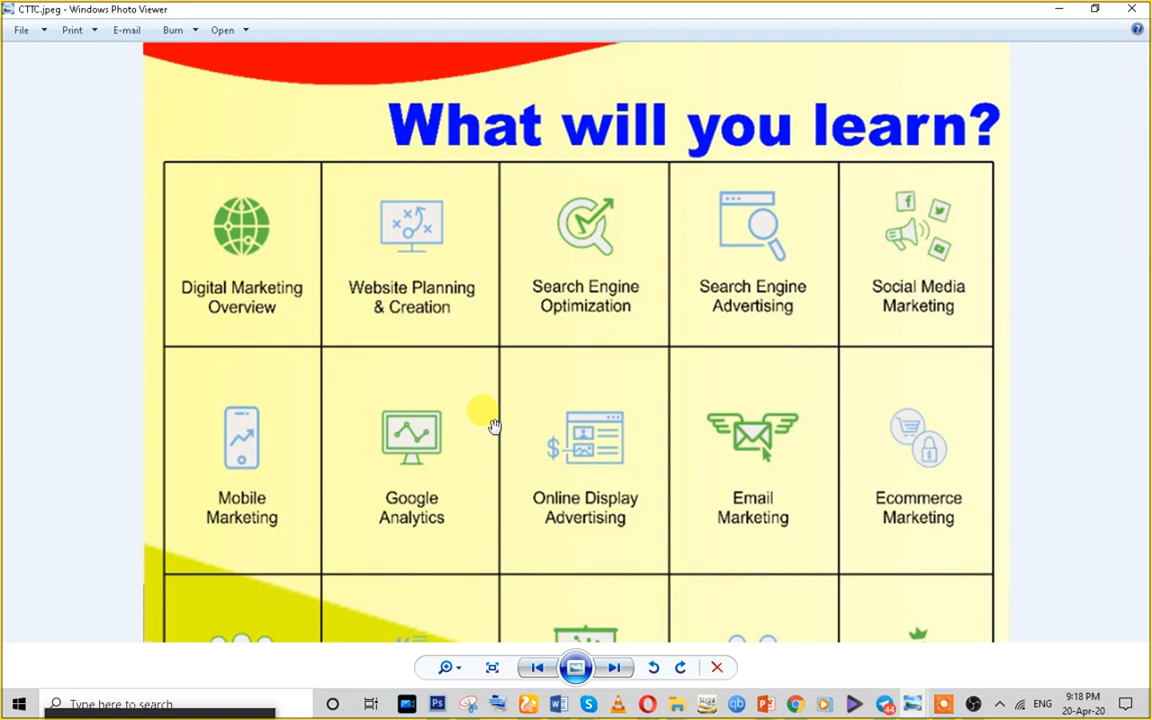 CTTC.jpeg - Windows Photo Viewer
File Print E-mail Burn Open
What will you learn?
Digital Marketing
Overview
Website Planning
& Creation
Search Engine
Optimization
Search Engine
Advertising
Social Media
Marketing
Mobile
Marketing
Google
Analytics
Online Display
Advertising
Email
Marketing
Ecommerce
Marketing
Type here to search
44
ENG
9:18 PM
20-Apr-20